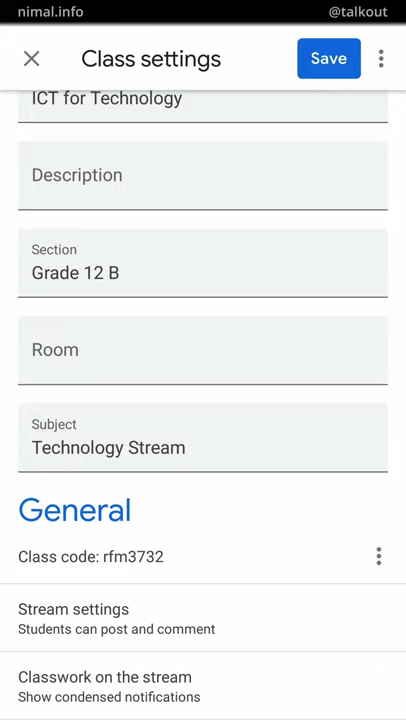 nimal.info @talkout
Class settings Save
ICT for Technology
Description
Section
Grade 12 B
Room
Subject
Technology Stream
General
Class code: rfm3732
Stream settings
Students can post and comment
Classwork on the stream
Show condensed notifications